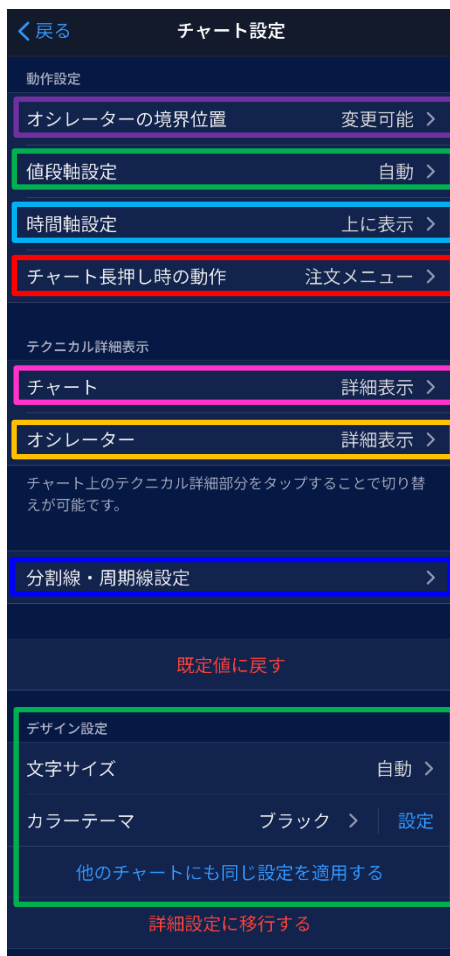 戻る
チャート設定
動作設定
オシレーターの境界位置 変更可能
値段軸設定 自動
時間軸設定 上に表示
チャート長押し時の動作 注文メニュー
テクニカル詳細表示
チャート 詳細表示
オシレーター 詳細表示
チャート上のテクニカル詳細部分をタップすることで切り替
えが可能です。
分割線・周期線設定
既定値に戻す
デザイン設定
文字サイズ 自動
カラーテーマ ブラック 設定
他のチャートにも同じ設定を適用する
詳細設定に移行する